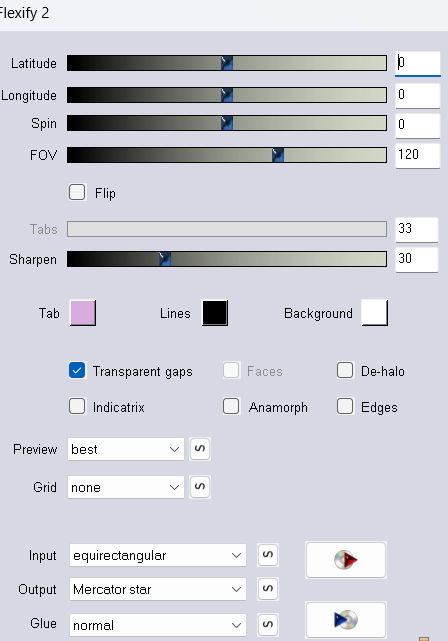 Flexify 2
Latitude 0
Longitude 0
Spin 0
FOV 120
Flip
Tabs 33
Sharpen 30
Tab Lines Background
Transparent gaps Faces De-halo
Indicatrix Anamorph Edges
Preview best S
Grid none S
Input equirectangular S
Output Mercator star S
Glue normal S